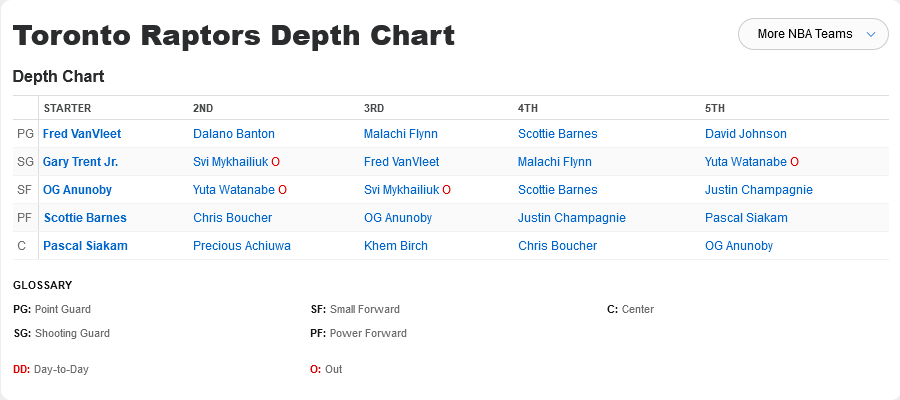 Toronto Raptors Depth Chart
More NBA Teams
Depth Chart
STARTER 2ND 3RD 4TH 5TH
PG Fred VanVleet Dalano Banton Malachi Flynn Scottie Barnes David Johnson
SG Gary Trent Jr. Svi Mykhailiuk O Fred VanVleet Malachi Flynn Yuta Watanabe O
SF OG Anunoby Yuta Watanabe O Svi Mykhailiuk O Scottie Barnes Justin Champagnie
PF Scottie Barnes Chris Boucher OG Anunoby Justin Champagnie Pascal Siakam
C Pascal Siakam Precious Achiuwa Khem Birch Chris Boucher OG Anunoby
GLOSSARY
PG: Point Guard SF: Small Forward C: Center
SG: Shooting Guard PF: Power Forward
DD: Day-to-Day O: Out